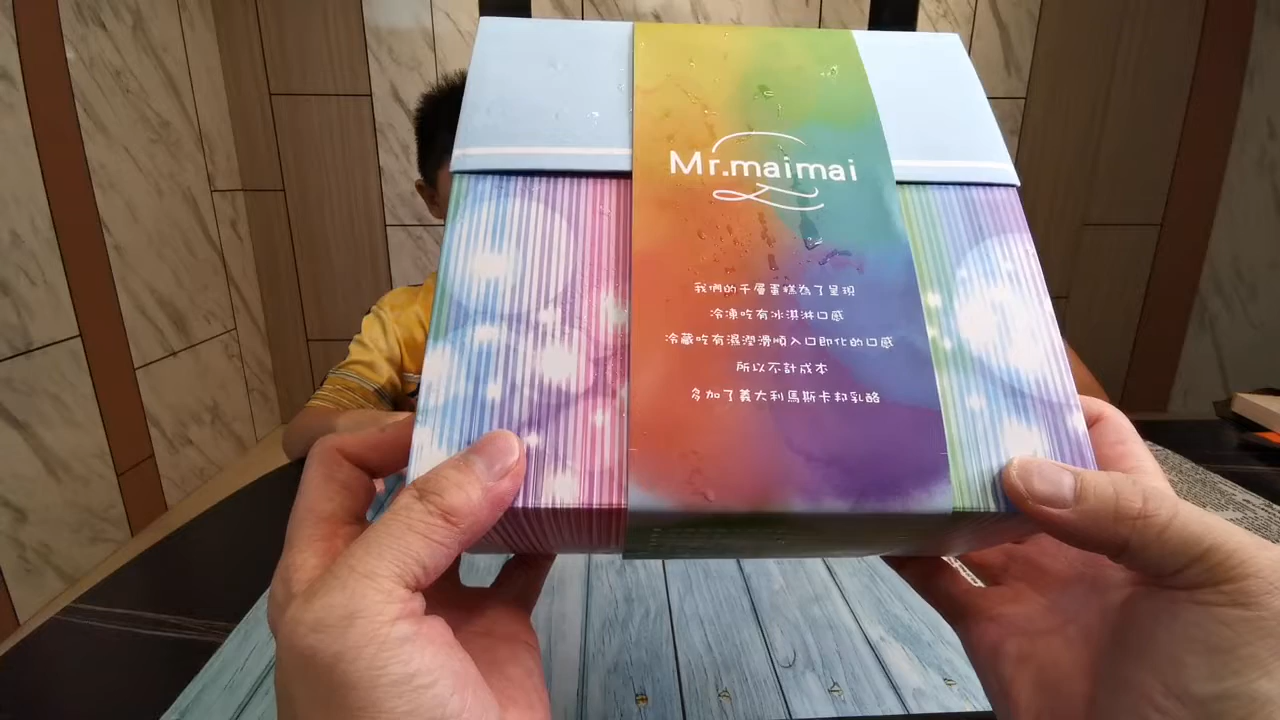 Mr.maimai
我們的千層蛋糕為了呈現
冷凍吃有冰淇淋口感
冷藏吃有濕潤滑順入口即化的口感
所以不計成本
多加了義大利馬斯卡邦乳酪